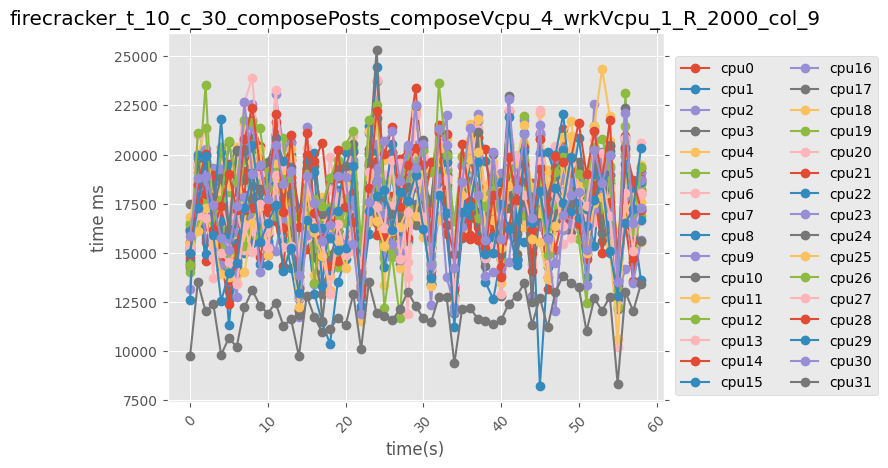 firecracker_t_10_c_30_composePosts_composeVcpu_4_wrkVcpu_1_R_2000_col_9
25000
22500
20000
17500
15000
12500
10000
7500
time ms
0
10
20
30
40
50
60
time(s)
cpu0
cpu1
cpu2
cpu3
cpu4
cpu5
cpu6
cpu7
cpu8
cpu9
cpu10
cpu11
cpu12
cpu13
cpu14
cpu15
cpu16
cpu17
cpu18
cpu19
cpu20
cpu21
cpu22
cpu23
cpu24
cpu25
cpu26
cpu27
cpu28
cpu29
cpu30
cpu31